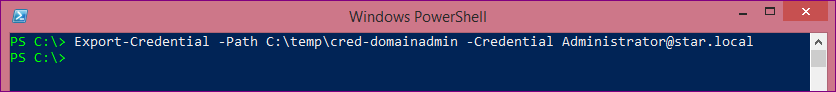 Windows PowerShell
PS C:\> Export-Credential -Path C:\temp\cred-domainadmin -Credential Administrator@star.local
PS C:\>